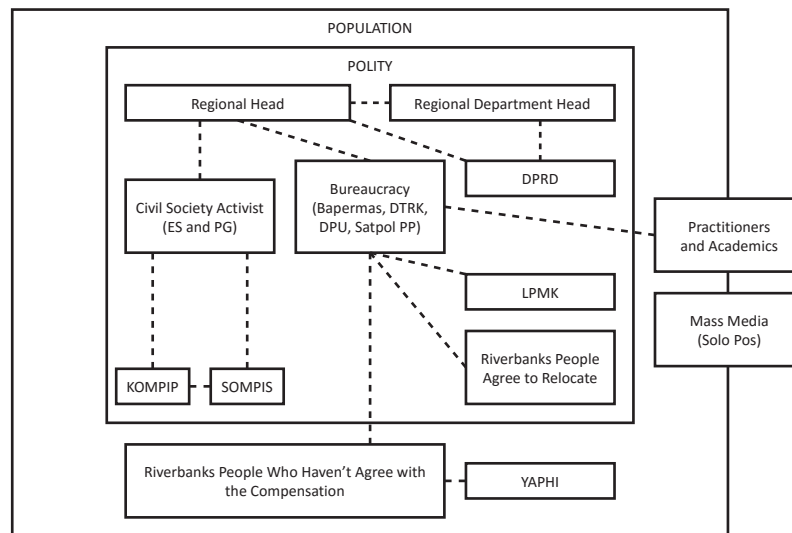 POPULATION
POLITY
Regional Head
Regional Department Head
Civil Society Activist
(ES and PG)
Bureaucracy
(Bapermas, DTRK,
DPU, Satpol PP)
DPRD
Practitioners
and Academics
LPMK
Mass Media
(Solo Pos)
Riverbanks People
Agree to Relocate
KOMPIP
SOMPIS
Riverbanks People Who Haven't Agree with
the Compensation
YAPHI